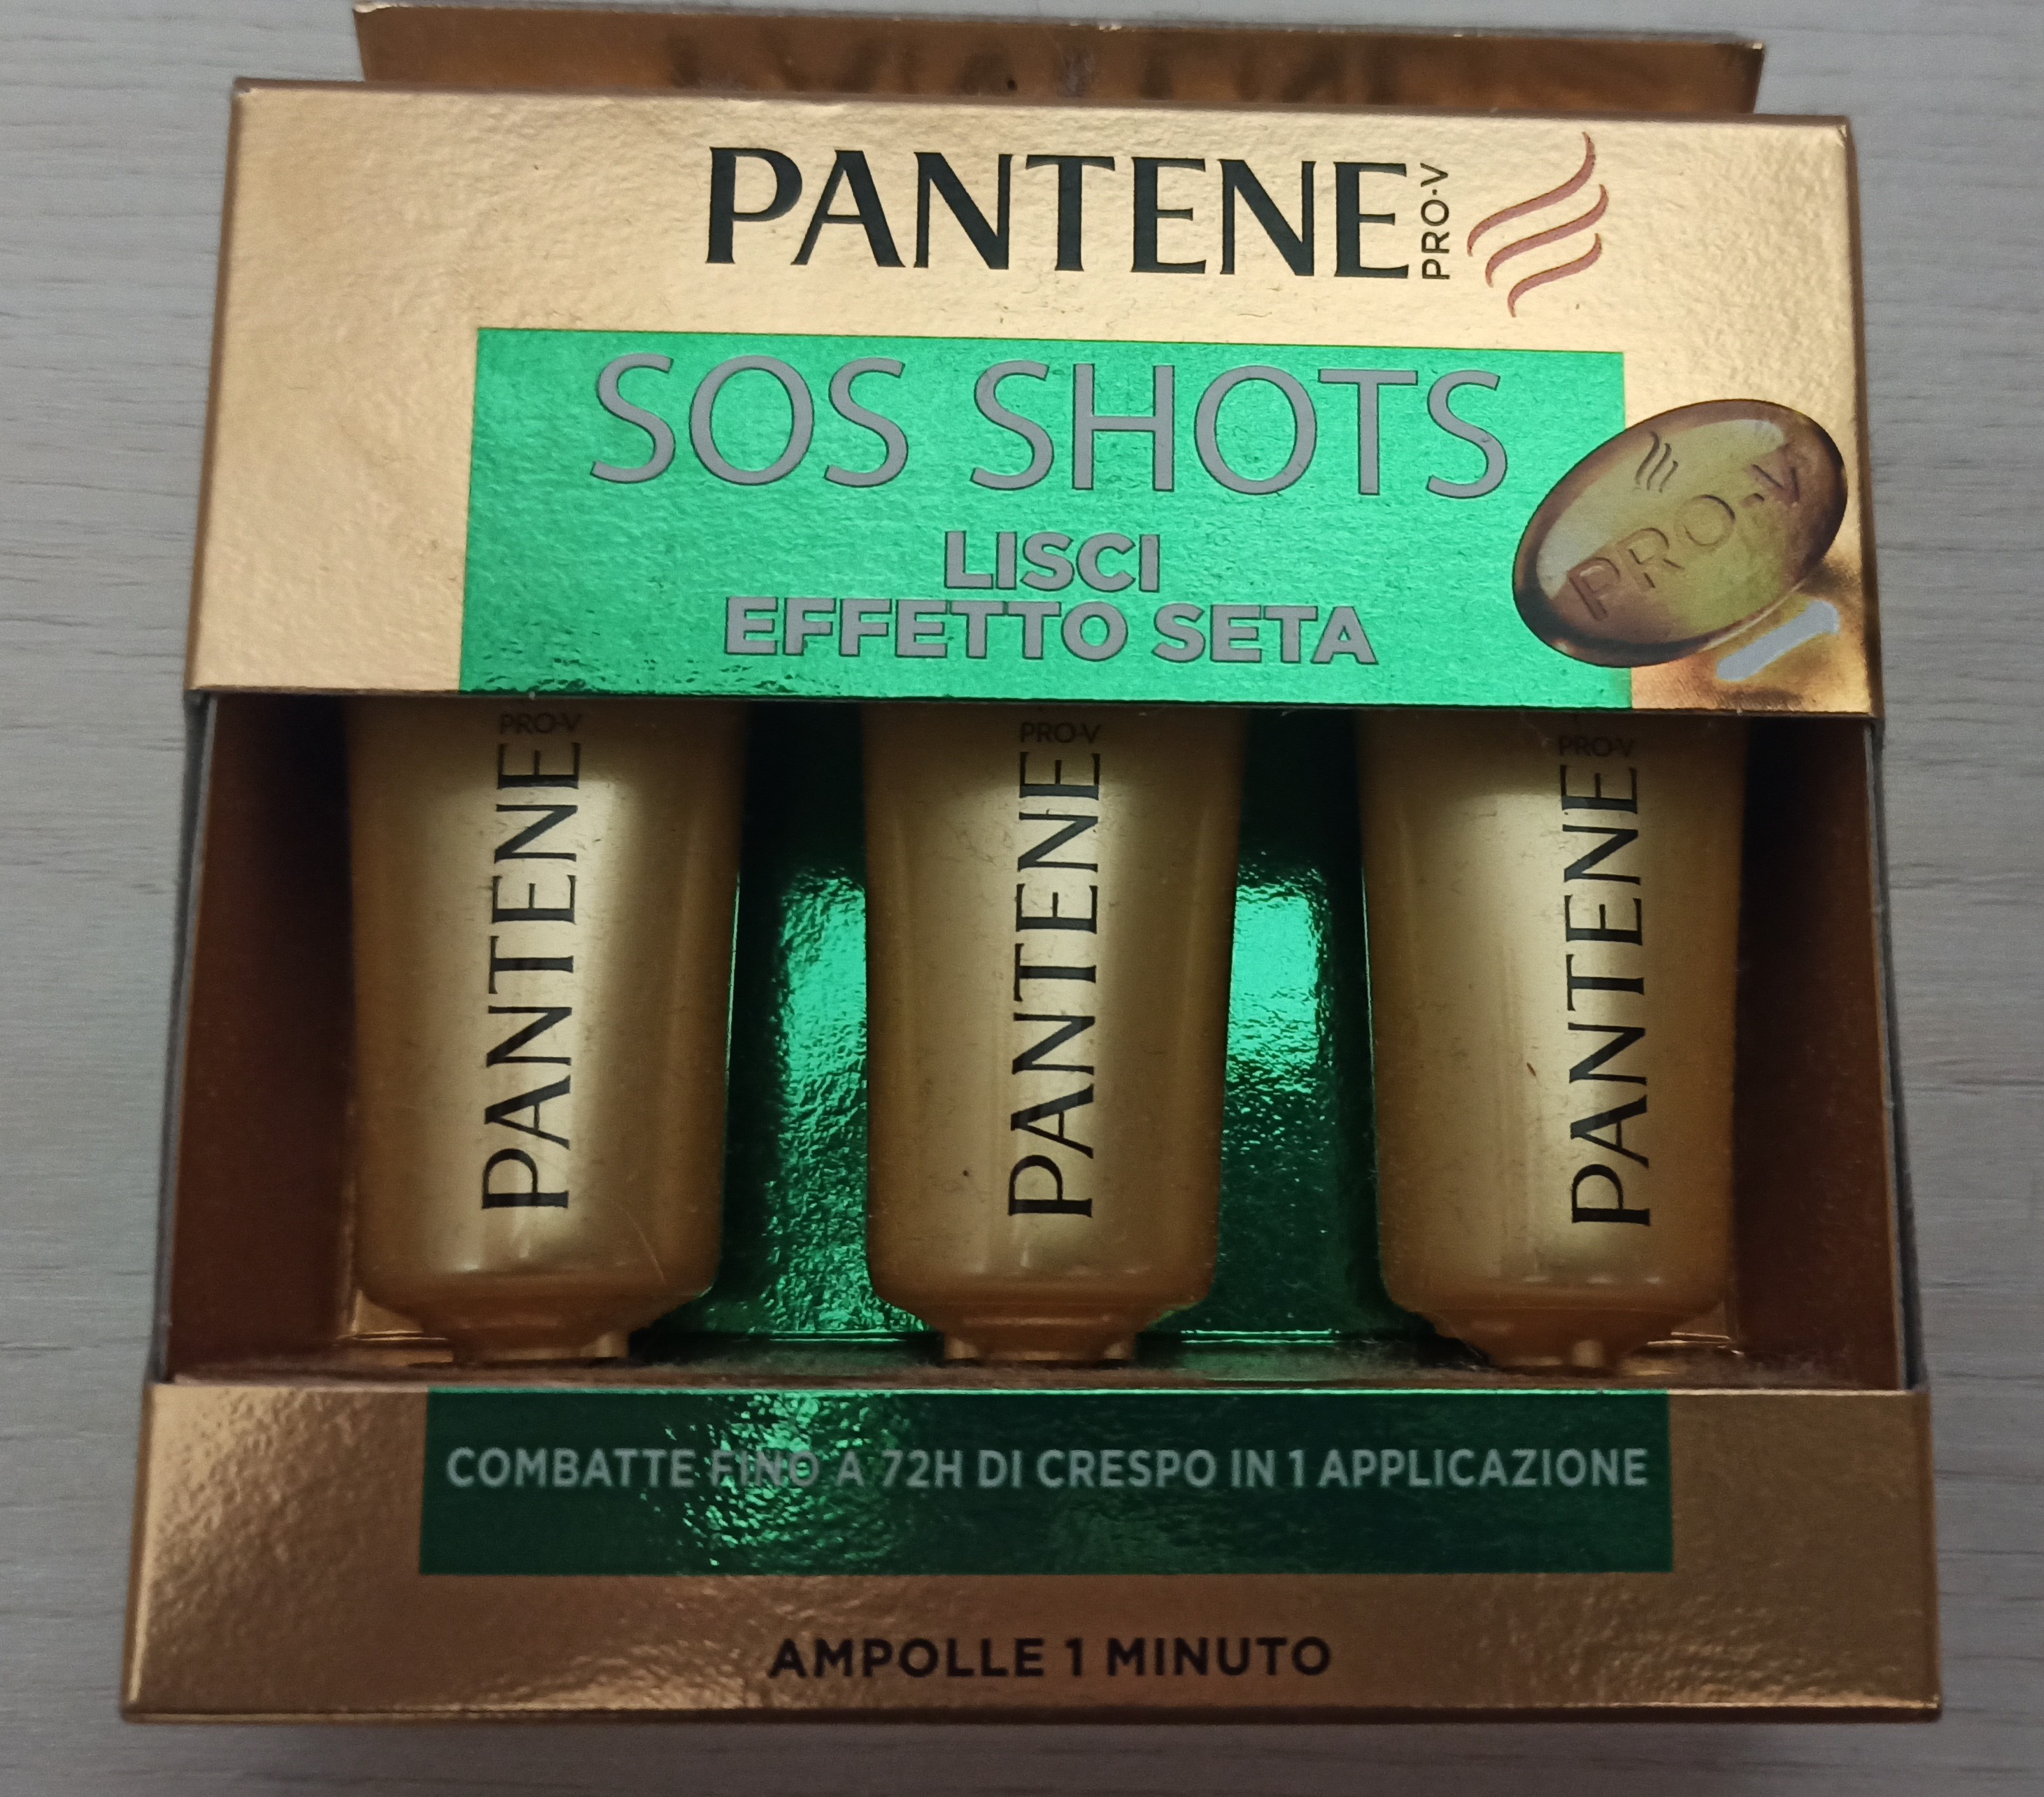 PANTENE PRO-V
SOS SHOTS
LISCI
EFFETTO SETA
PRO-V
PANTENE PRO-V
PANTENE PRO-V
PANTENE PRO-V
COMBATTE FINO A 72H DI CRESPO IN 1 APPLICAZIONE
AMPOLLE 1 MINUTO